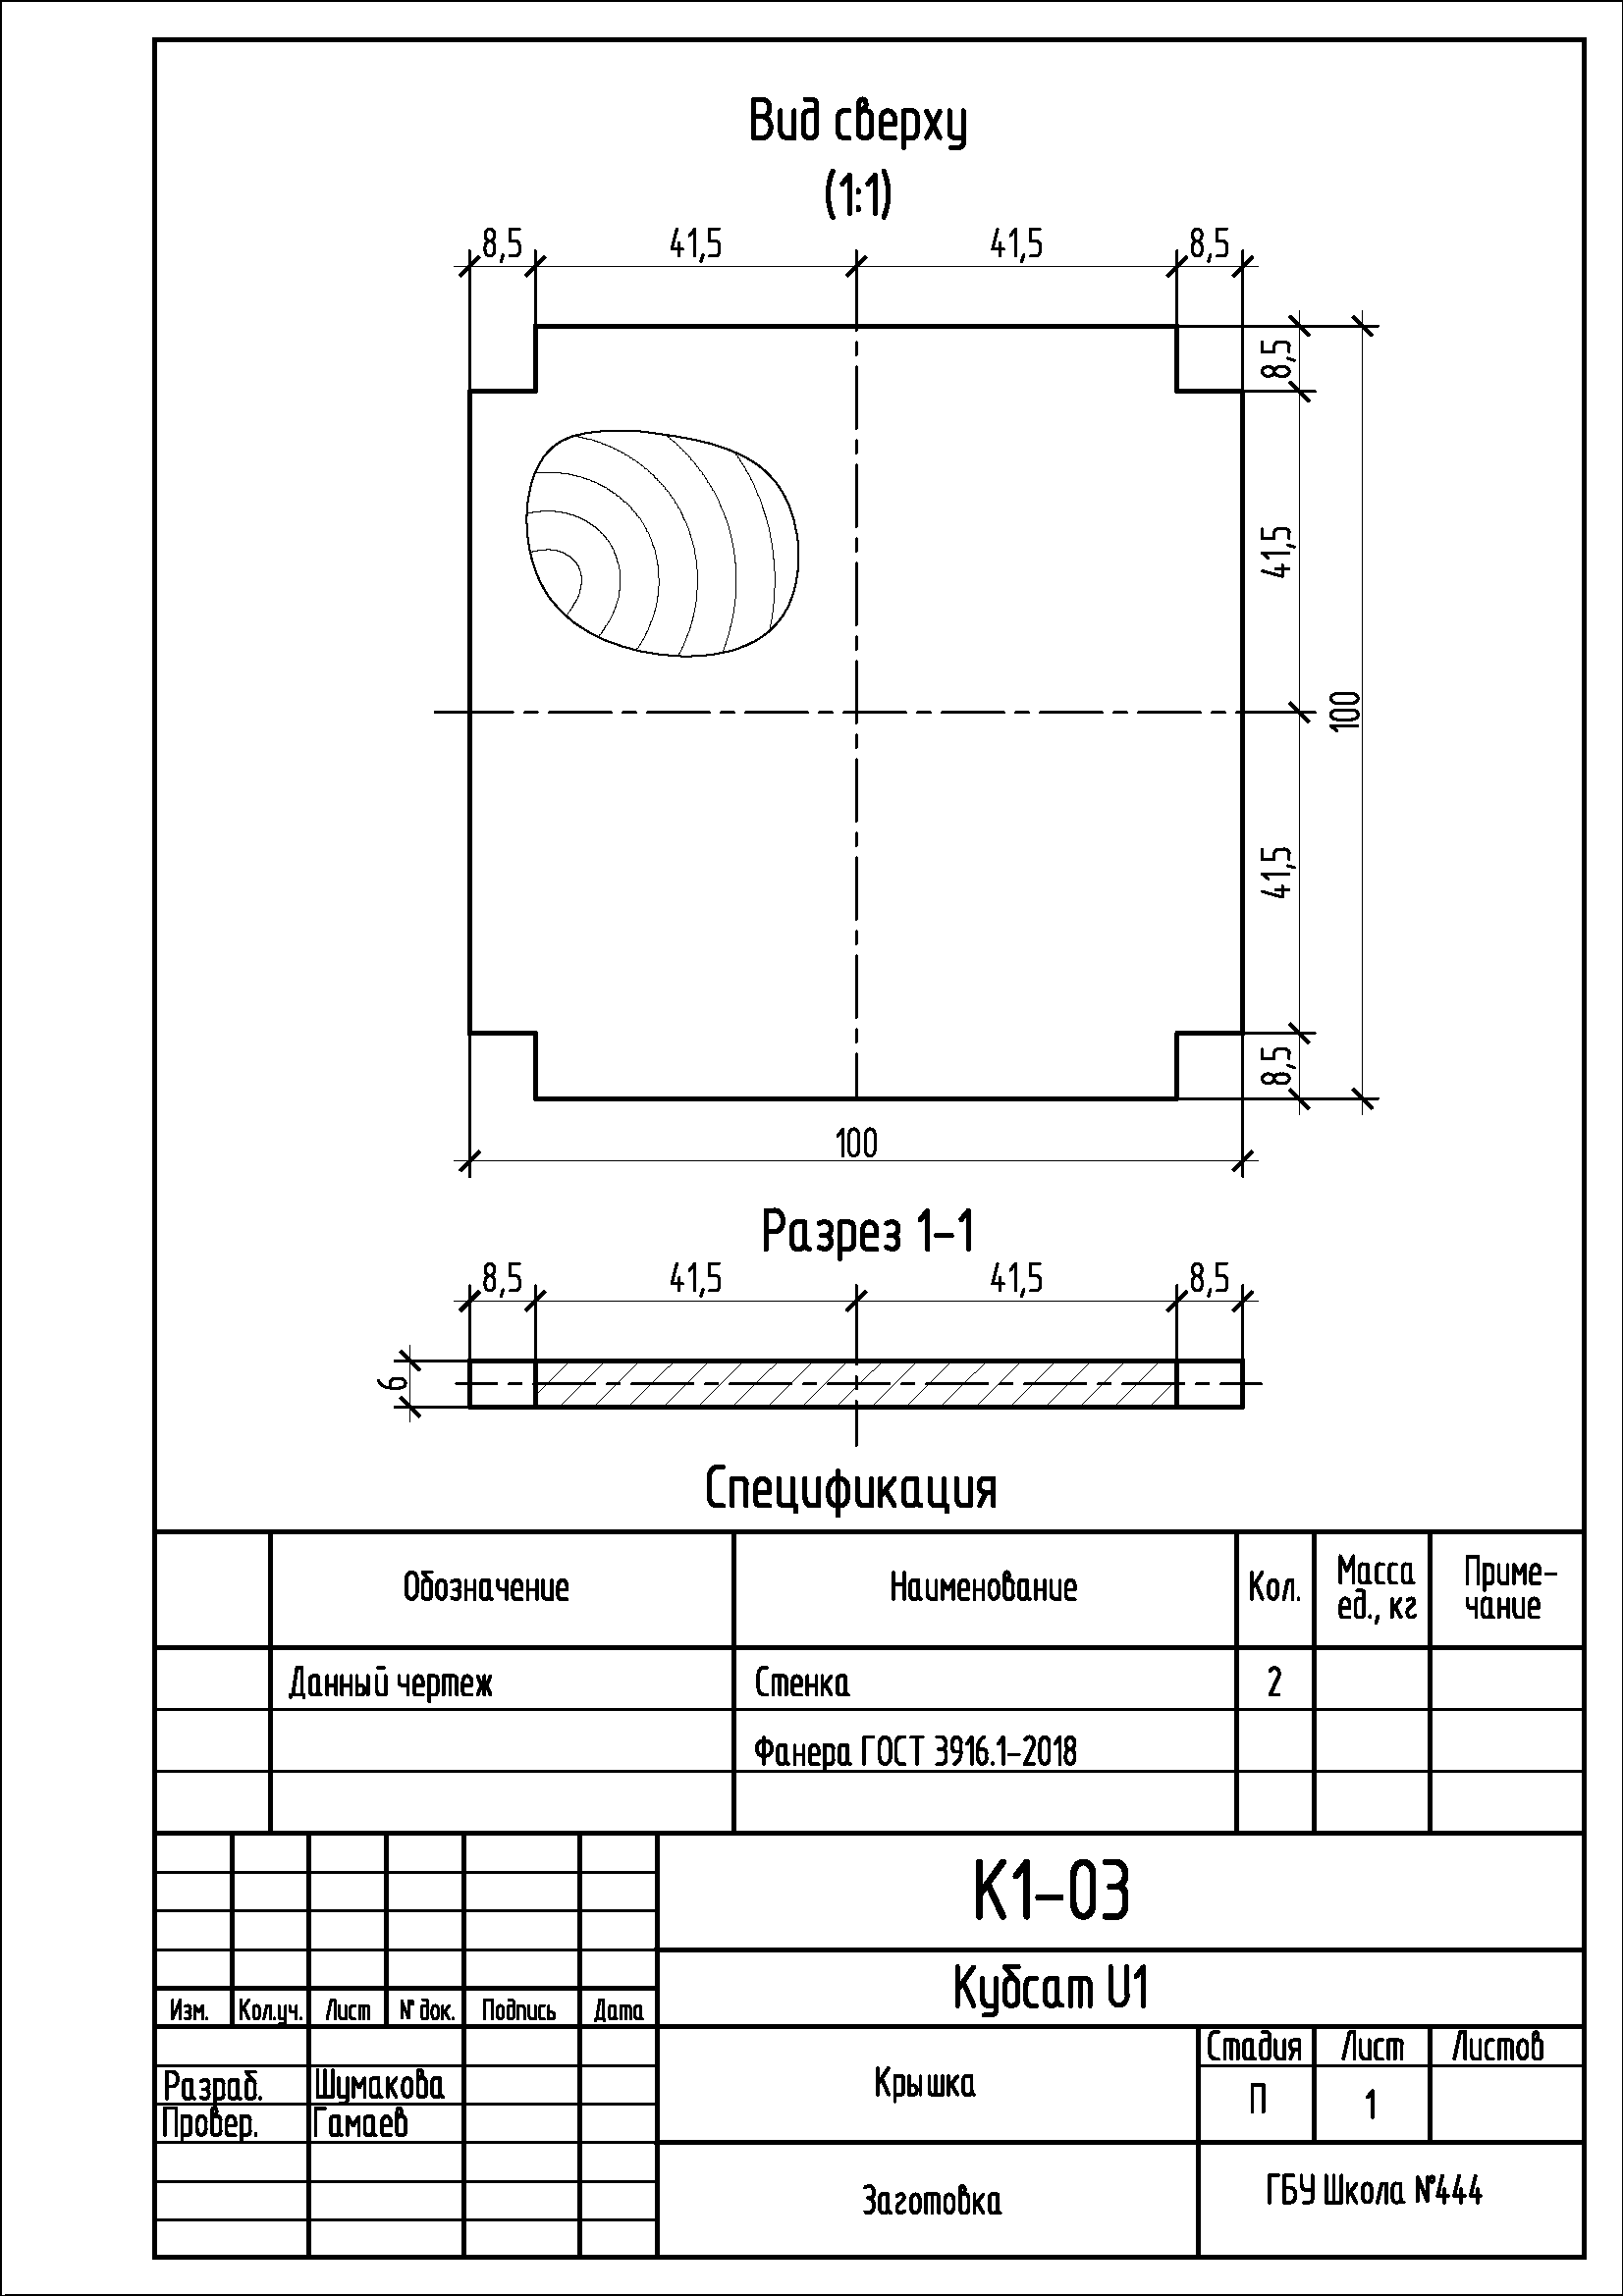 Вид сверху
(1:1)
8,5 41,5 41,5 8,5
8,5
41,5
100
41,5
8,5
100
Разрез 1-1
8,5 41,5 41,5 8,5
6
Спецификация
Обозначение Наименование Кол. Масса ед., кг Приме-чание
Данный чертеж Стенка 2
Фанера ГОСТ 3916.1-2018
К1-03
Кубсат U1
Изм. Кол.уч. Лист № док. Подпись Дата
Стадия Лист Листов
Крышка П 1
Разраб. Шумакова
Провер. Гамаев
Заготовка ГБУ Школа №444